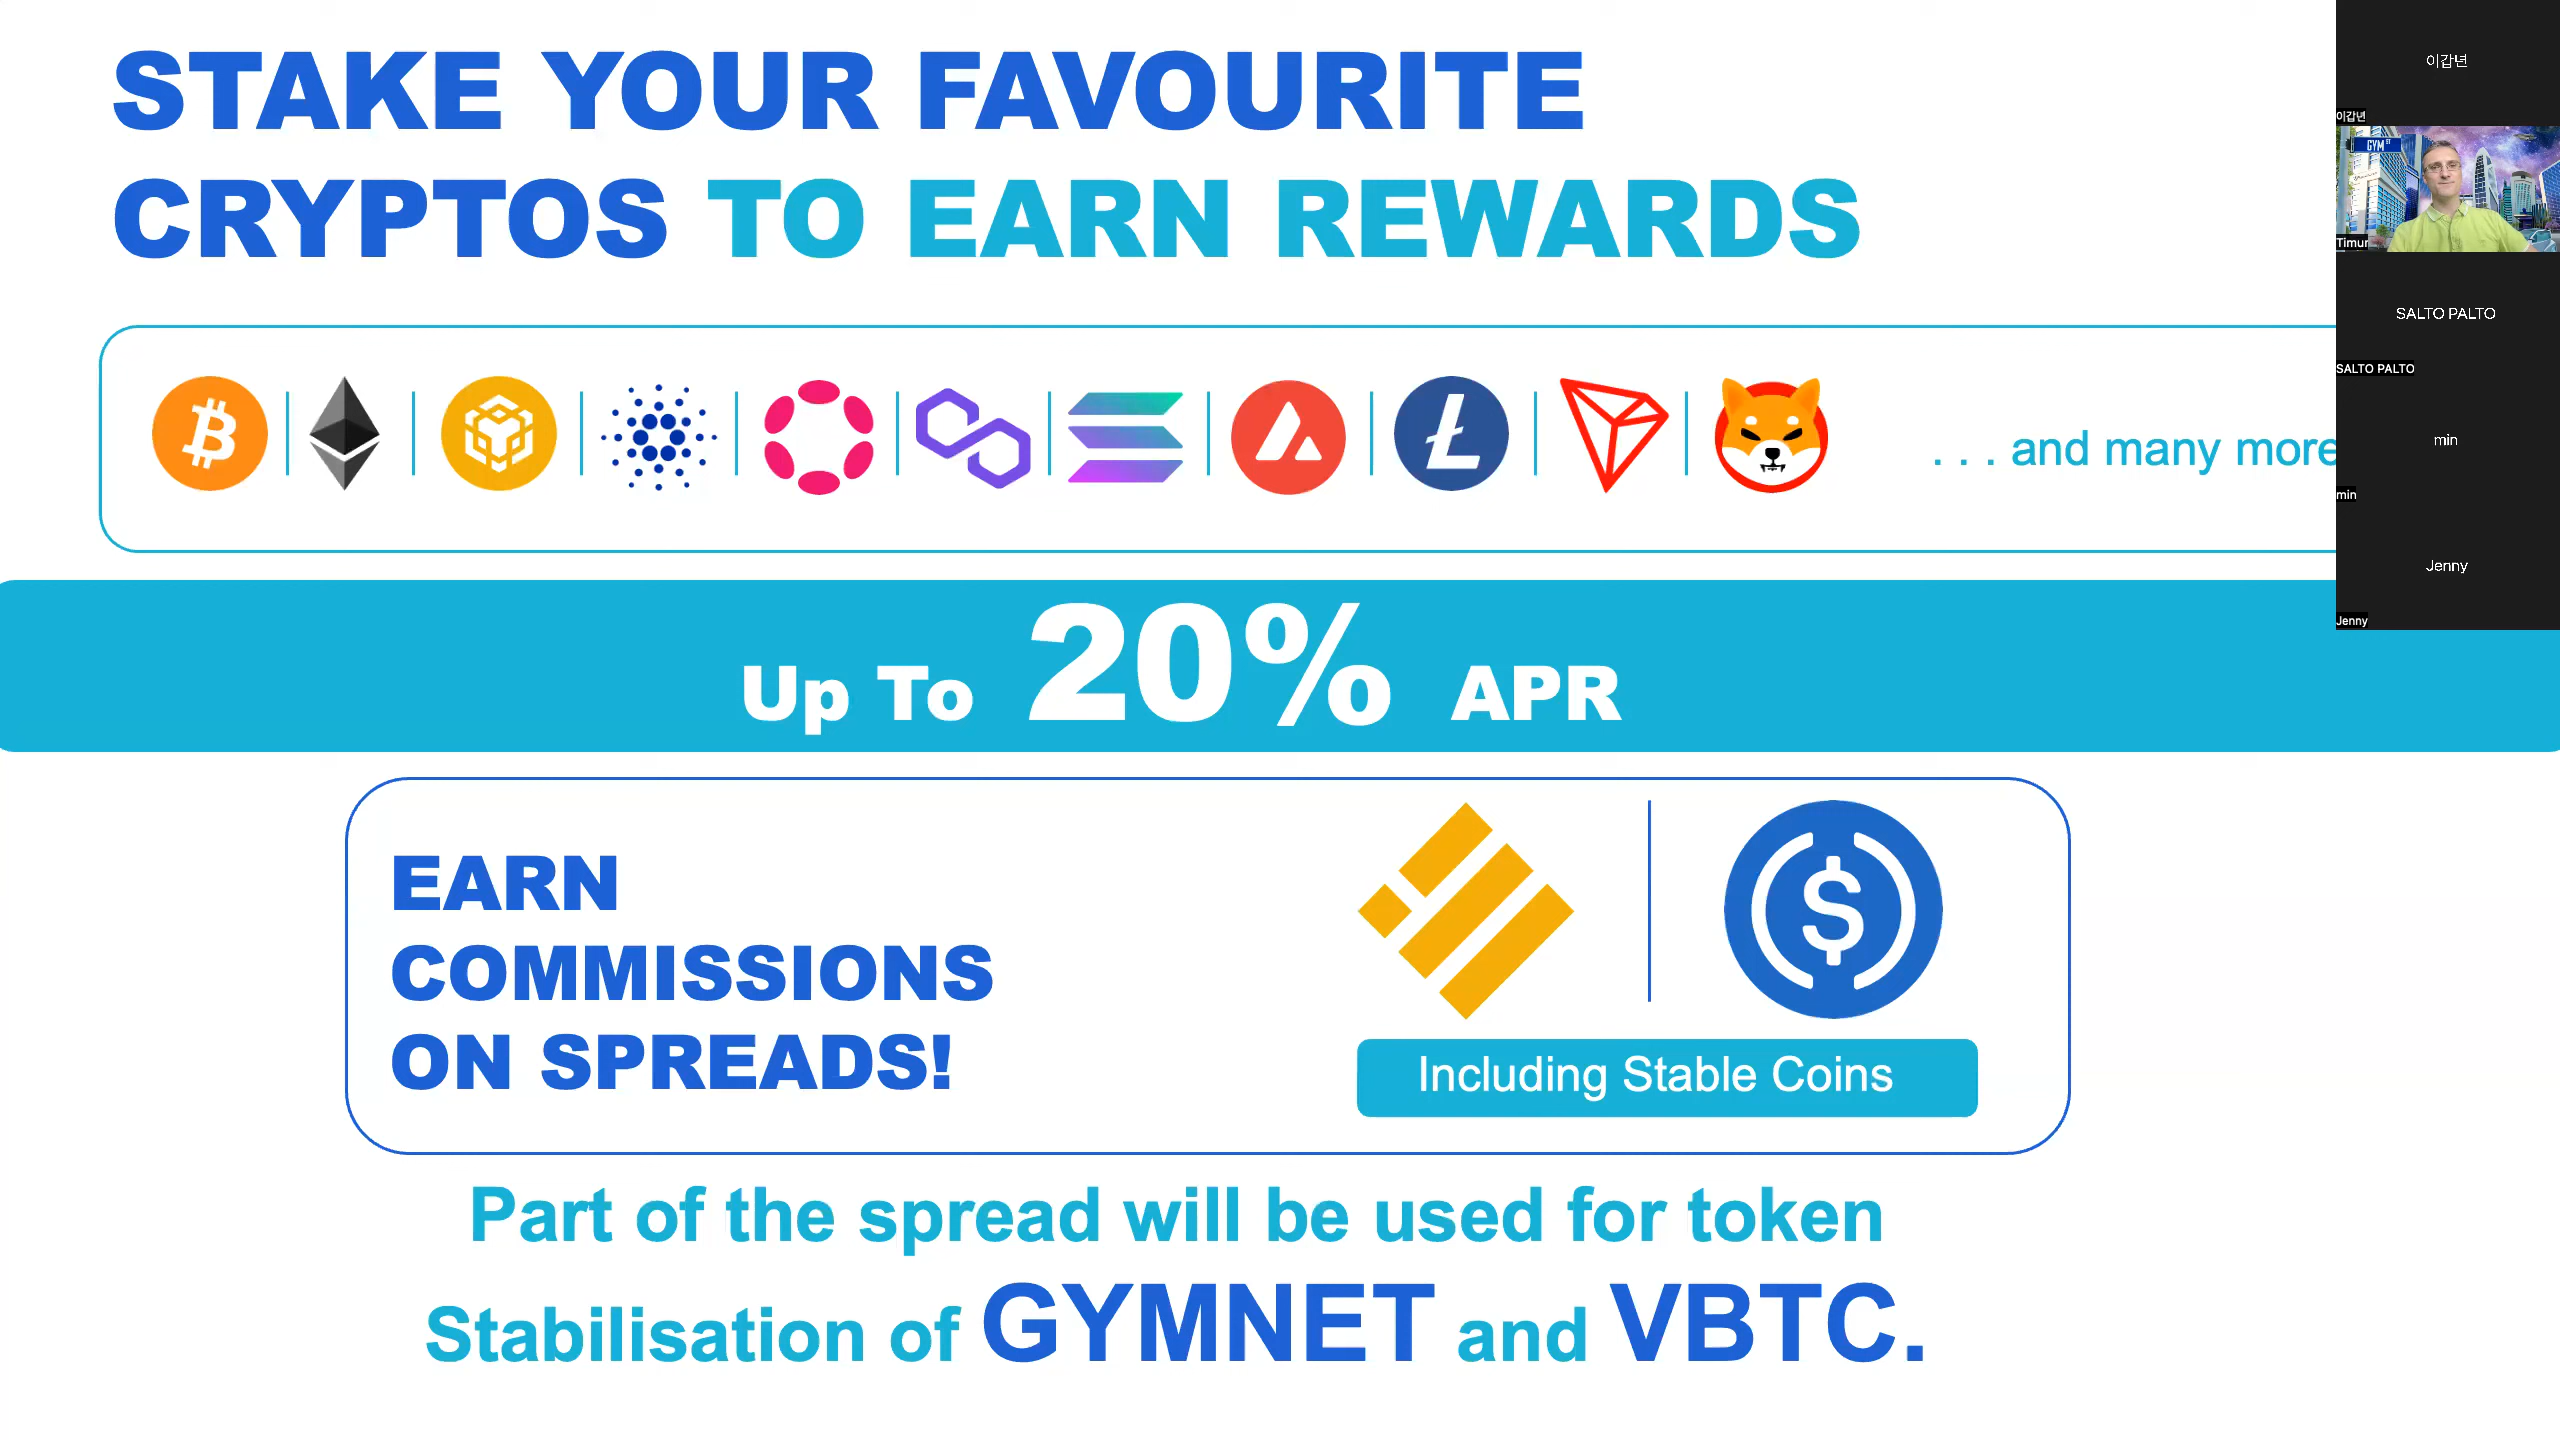 STAKE YOUR FAVOURITE
CRYPTOS TO EARN REWARDS
. . . and many more
Up To 20% APR
EARN
COMMISSIONS
ON SPREADS!
Including Stable Coins
Part of the spread will be used for token
Stabilisation of GYMNET and VBTC.
이갑년
이갑년
GYM ST
Timur
SALTO PALTO
SALTO PALTO
min
min
Jenny
Jenny